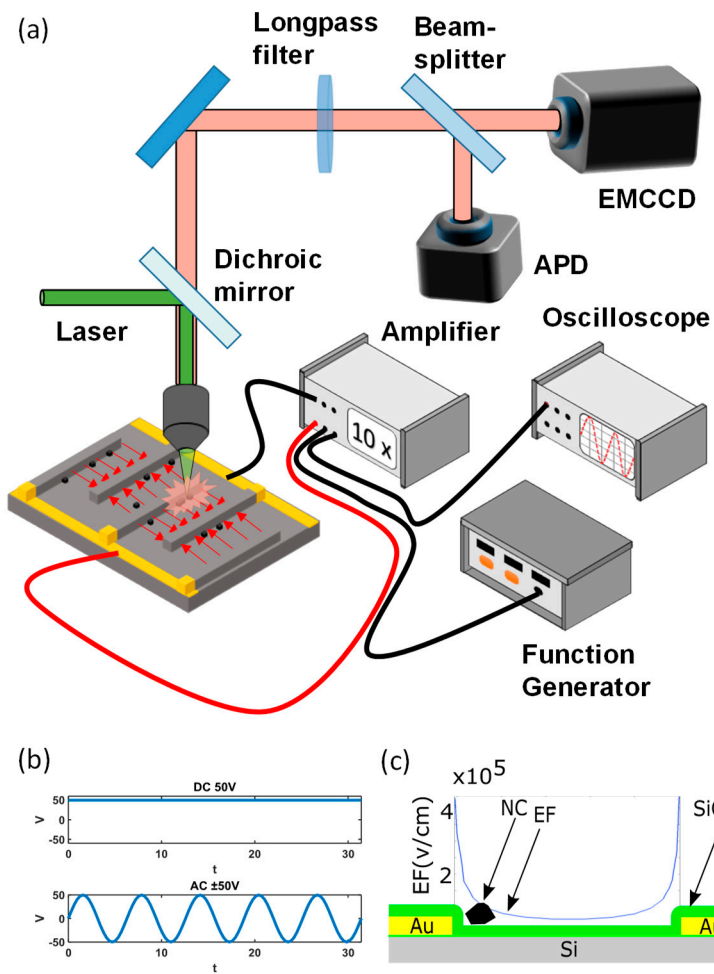 (a)
Longpass
filter
Beam-
splitter
EMCCD
APD
Dichroic
mirror
Laser
Amplifier
Oscilloscope
10 x
Function
Generator
(b)
DC 50V
50
0
-50
V
0
10
20
30
t
AC ±50V
50
0
-50
V
0
10
20
30
t
(c)
×10⁵
EF(v/cm)
4
2
NC
EF
Au
Si